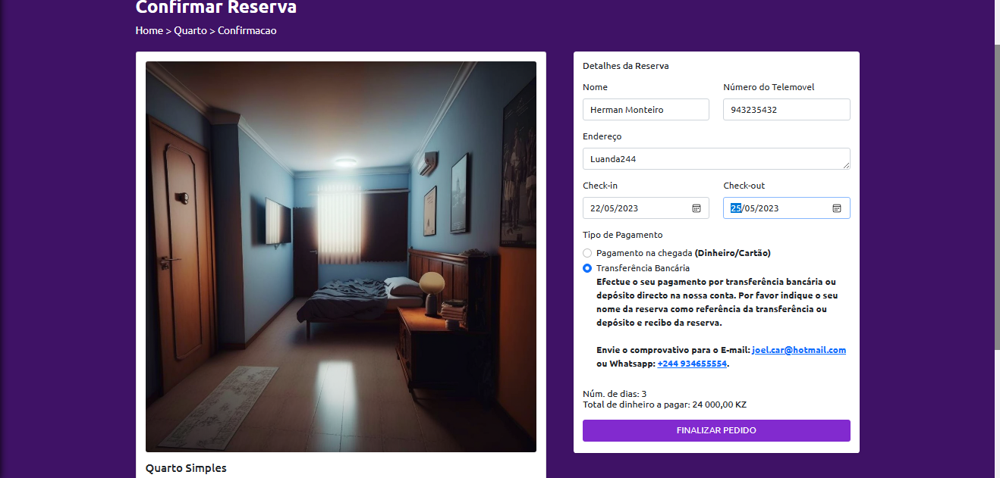 Confirmar Reserva
Home > Quarto > Confirmacao
Quarto Simples
Detalhes da Reserva
Nome
Número do Telemovel
Herman Monteiro
943235432
Endereço
Luanda244
Check-in
Check-out
22/05/2023
25/05/2023
Tipo de Pagamento
Pagamento na chegada (Dinheiro/Cartão)
Transferência Bancária
Efectue o seu pagamento por transferência bancária ou
depósito directo na nossa conta. Por favor indique o seu
nome da reserva como referência da transferência ou
depósito e recibo da reserva.
Envie o comprovativo para o E-mail: joel.car@hotmail.com
ou Whatsapp: +244 934655554.
Núm. de dias: 3
Total de dinheiro a pagar: 24 000,00 KZ
FINALIZAR PEDIDO